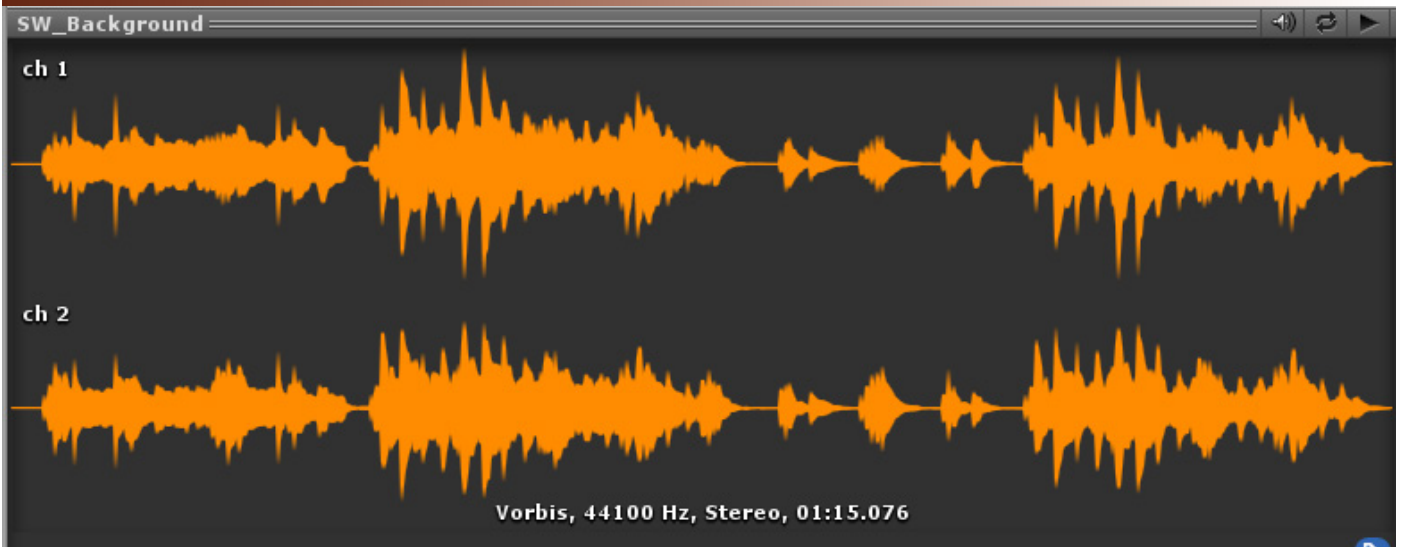 SW_Background
ch 1
ch 2
Vorbis, 44100 Hz, Stereo, 01:15.076